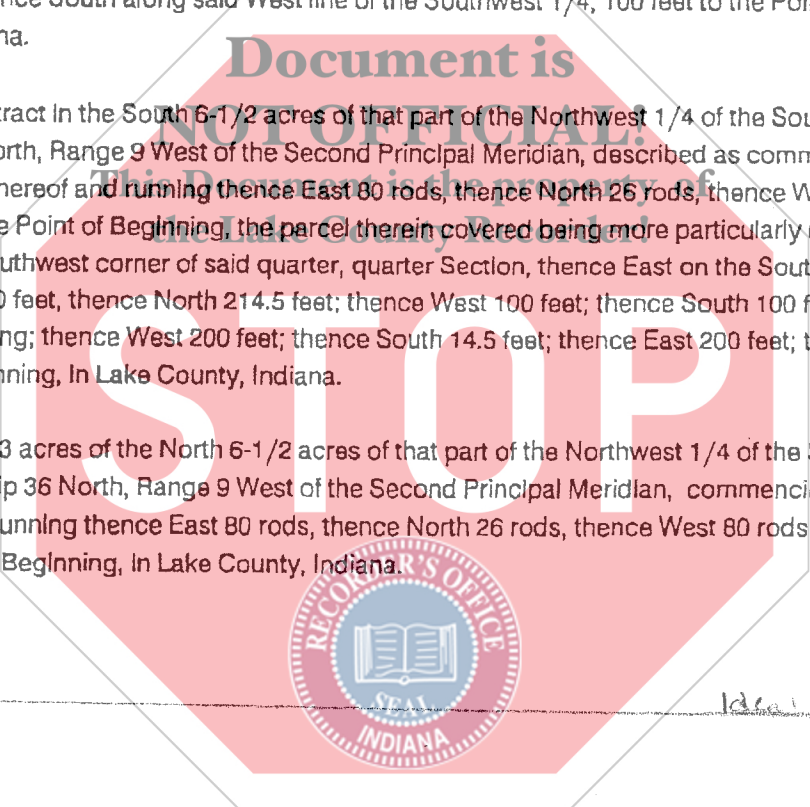 nce South along said West line of the Southwest 1/4, 100 feet to the Poi
na.
Document is
tract in the South 6-1/2 acres of that part of the Northwest 1/4 of the Sou
NOT OFFICIAL!
orth, Range 9 West of the Second Principal Meridian, described as comm
This Document is the property of
hereof and running thence East 80 rods, thence North 26 rods, thence W
the Lake County Recorder!
e Point of Beginning, the parcel therein covered being more particularly
uthwest corner of said quarter, quarter Section, thence East on the Sout
0 feet, thence North 214.5 feet; thence West 100 feet; thence South 100 f
ng; thence West 200 feet; thence South 14.5 feet; thence East 200 feet; t
nning, In Lake County, Indiana.
STOP
3 acres of the North 6-1/2 acres of that part of the Northwest 1/4 of the
ip 36 North, Range 9 West of the Second Principal Meridian, commenci
unning thence East 80 rods, thence North 26 rods, thence West 80 rods
Beginning, In Lake County, Indiana.
RECORDER'S OFFICE
SEAL
INDIANA